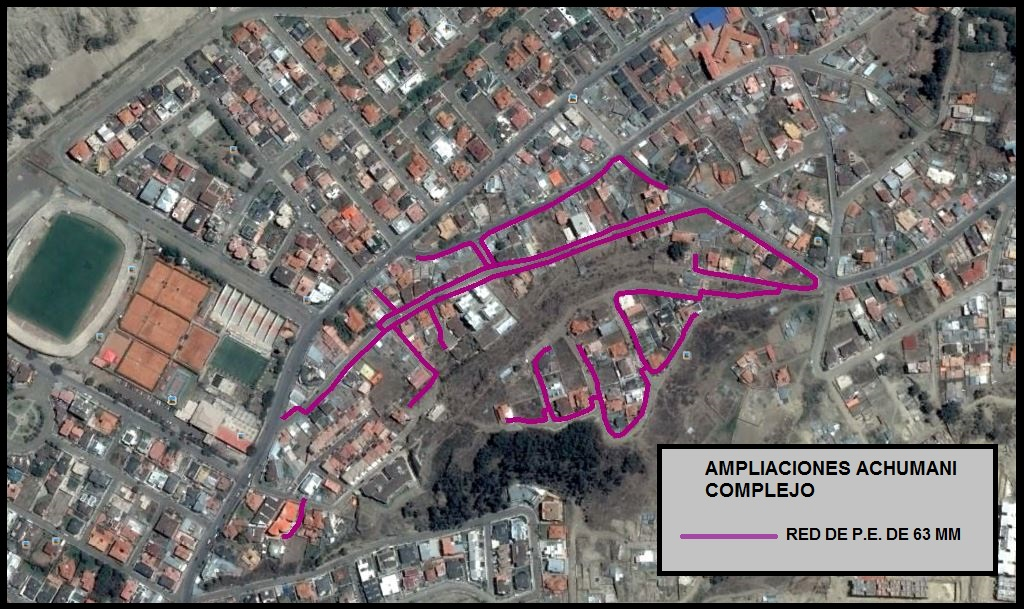 AMPLIACIONES ACHUMANI
COMPLEJO
RED DE P.E. DE 63 MM